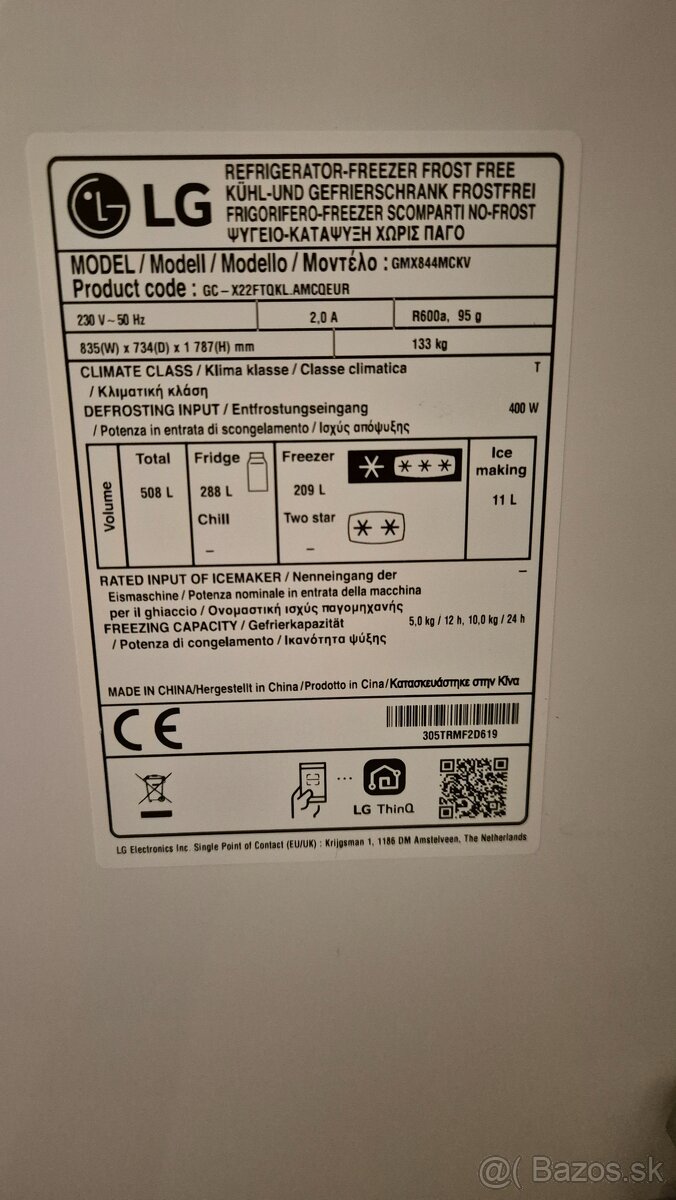 LG
REFRIGERATOR-FREEZER FROST FREE
KÜHL-UND GEFRIERSCHRANK FROSTFREI
FRIGORIFERO-FREEZER SCOMPARTI NO-FROST
ΨΥΓΕΙΟ-ΚΑΤΑΨΥΞΗ ΧΩΡΙΣ ΠΑΓΟ
MODEL / Modell / Modello / Μοντέλο : GMX844MCKV
Product code : GC-X22FTQKL.AMCQEUR
230 V~50 Hz 2,0 A R600a, 95 g
835(W) x 734(D) x 1 787(H) mm 133 kg
CLIMATE CLASS / Klima klasse / Classe climatica T
/ Κλιματική κλάση
DEFROSTING INPUT / Entfrostungseingang 400 W
/ Potenza in entrata di scongelamento / Ισχύς απόψυξης
Volume
Total
508 L
Fridge
288 L
Chill
–
Freezer
209 L
Two star
–
Ice
making
11 L
RATED INPUT OF ICEMAKER / Nenneingang der –
Eismaschine / Potenza nominale in entrata della macchina
per il ghiaccio / Ονομαστική ισχύς παγομηχανής
FREEZING CAPACITY / Gefrierkapazität 5,0 kg / 12 h, 10,0 kg / 24 h
/ Potenza di congelamento / Ικανότητα ψύξης
MADE IN CHINA/Hergestellt in China/Prodotto in Cina/Κατασκευάστηκε στην Κίνα
CE
305TRMF2D619
LG ThinQ
LG Electronics Inc. Single Point of Contact (EU/UK) : Krijgsman 1, 1186 DM Amstelveen, The Netherlands
@( Bazos.sk